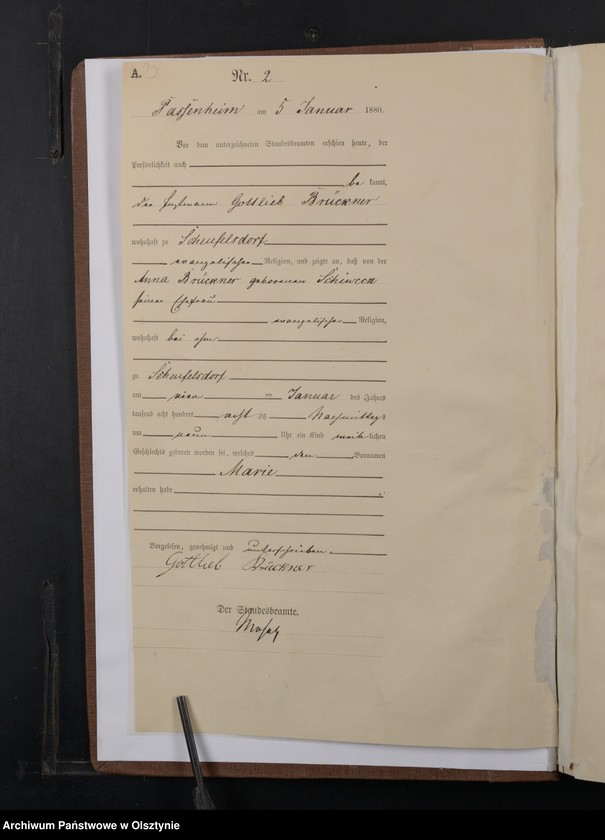 A. 3
Nr. 2
Passenheim am 5 Januar 1880.
Vor dem unterzeichneten Standesbeamten erschien heute, der
Persönlichkeit nach
be kannt,
der Gottlieb Brückner
wohnhaft zu Scheufelsdorf
evangelischer Religion, und zeigte an, daß von der
Anna Brückner geborenen
seiner Ehefrau
evangelischer Religion,
wohnhaft bei ihm
zu Scheufelsdorf
am vier ten Januar des Jahres
tausend acht hundert acht zig Nachmittags
um neun Uhr ein Kind weib lichen
Geschlechts geboren worden sei, welches den Vornamen
Marie
erhalten habe
Vorgelesen, genehmigt und unterschrieben
Gottlieb Brückner
Der Standesbeamte.
Archiwum Państwowe w Olsztynie